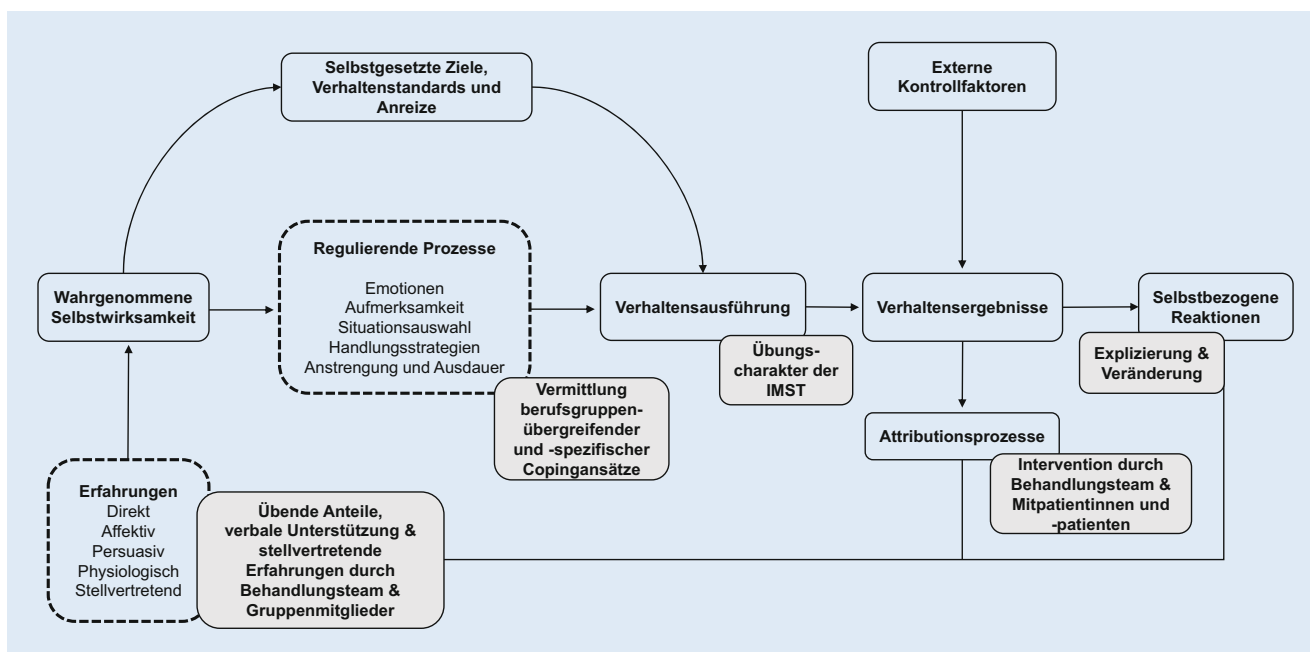 Selbstgesetzte Ziele,
Verhaltenstandards und
Anreize
Externe
Kontrollfaktoren
Regulierende Prozesse
Emotionen
Aufmerksamkeit
Situationsauswahl
Handlungsstrategien
Anstrengung und Ausdauer
Wahrgenommene
Selbstwirksamkeit
Verhaltensausführung
Verhaltensergebnisse
Selbstbezogene
Reaktionen
Übungs-
charakter der
IMST
Explizierung &
Veränderung
Vermittlung
berufsgruppen-
übergreifender
und -spezifischer
Copingansätze
Attributionsprozesse
Intervention durch
Behandlungsteam &
Mitpatientinnen und
-patienten
Erfahrungen
Direkt
Affektiv
Persuasiv
Physiologisch
Stellvertretend
Übende Anteile,
verbale Unterstützung &
stellvertretende
Erfahrungen durch
Behandlungsteam &
Gruppenmitglieder